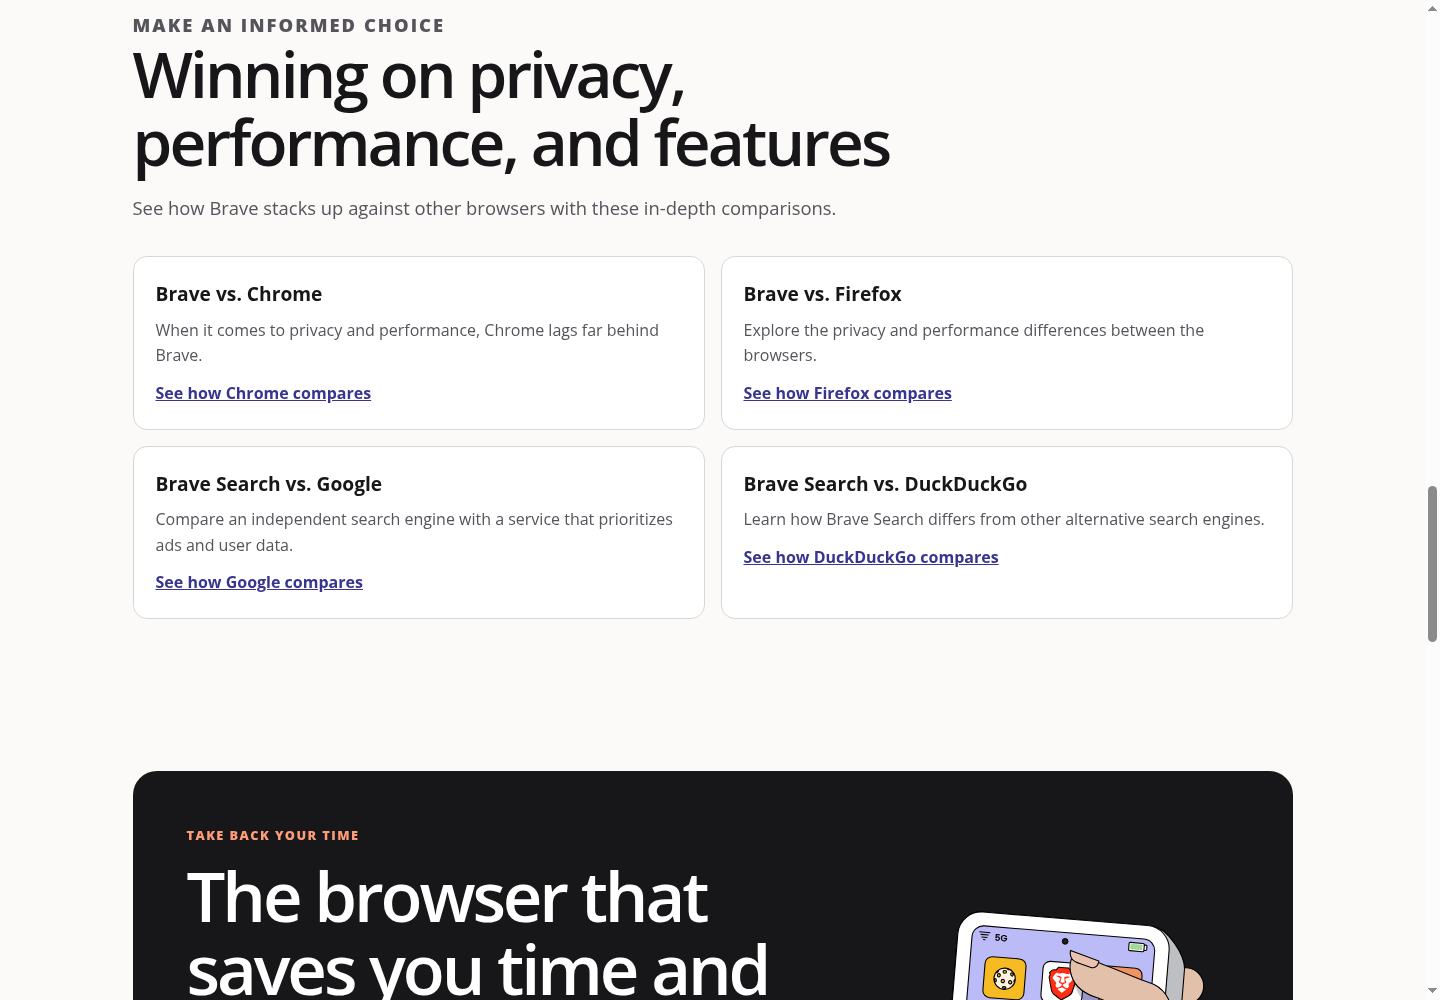 MAKE AN INFORMED CHOICE
Winning on privacy,
performance, and features
See how Brave stacks up against other browsers with these in-depth comparisons.
Brave vs. Chrome
When it comes to privacy and performance, Chrome lags far behind
Brave.
See how Chrome compares
Brave vs. Firefox
Explore the privacy and performance differences between the
browsers.
See how Firefox compares
Brave Search vs. Google
Compare an independent search engine with a service that prioritizes
ads and user data.
See how Google compares
Brave Search vs. DuckDuckGo
Learn how Brave Search differs from other alternative search engines.
See how DuckDuckGo compares
TAKE BACK YOUR TIME
The browser that
saves you time and
5G